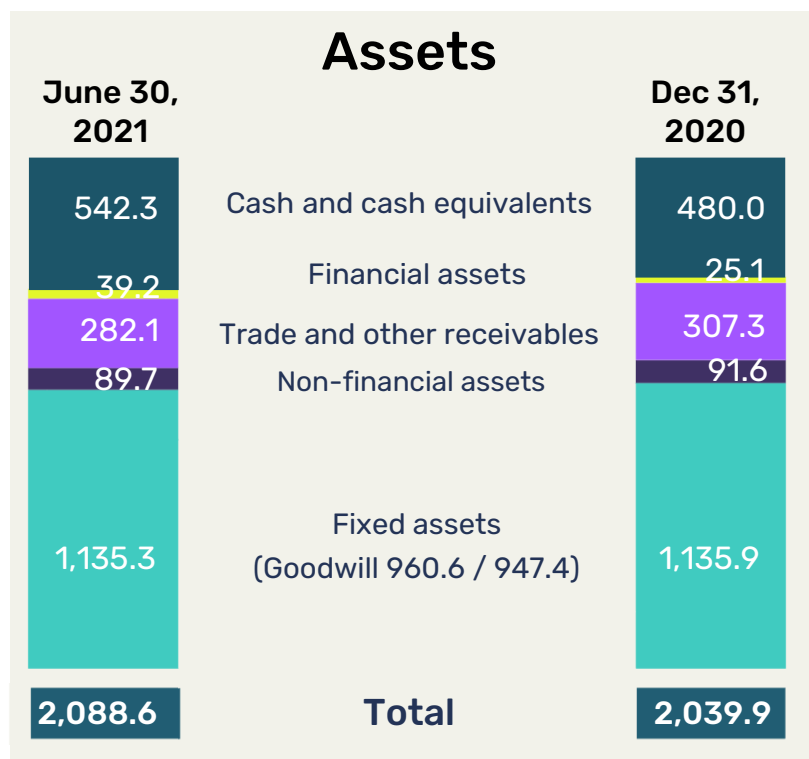 Assets
June 30,
2021
Dec 31,
2020
542.3 Cash and cash equivalents 480.0
39.2 Financial assets 25.1
282.1 Trade and other receivables 307.3
89.7 Non-financial assets 91.6
Fixed assets
1,135.3 (Goodwill 960.6 / 947.4) 1,135.9
2,088.6 Total 2,039.9